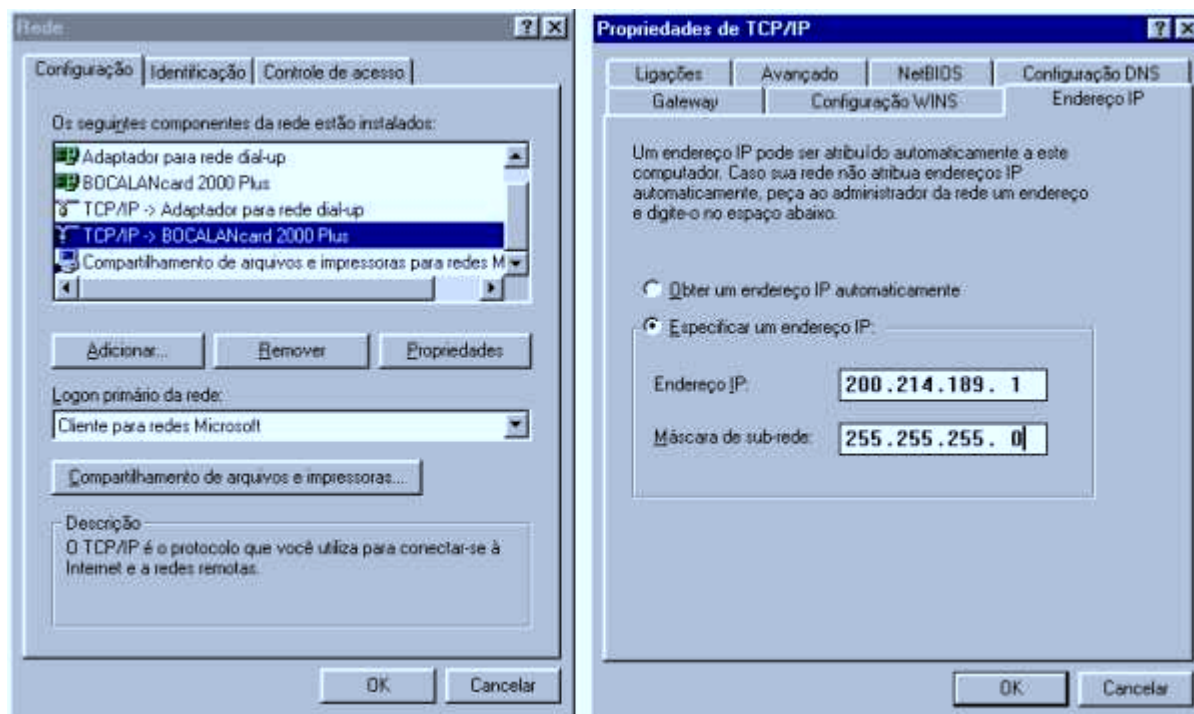 Rede
Configuração
Identificação
Controle de acesso
Os seguintes componentes da rede estão instalados:
Adaptador para rede dial-up
BOCALANcard 2000 Plus
TCP/IP -> Adaptador para rede dial-up
TCP/IP -> BOCALANcard 2000 Plus
Compartilhamento de arquivos e impressoras para redes M
Adicionar...
Remover
Propriedades
Logon primário da rede:
Cliente para redes Microsoft
Compartilhamento de arquivos e impressoras...
Descrição
O TCP/IP é o protocolo que você utiliza para conectar-se à
Internet e a redes remotas.
OK
Cancelar
Propriedades de TCP/IP
Ligações
Avançado
NetBIOS
Configuração DNS
Gateway
Configuração WINS
Endereço IP
Um endereço IP pode ser atribuído automaticamente a este
computador. Caso sua rede não atribua endereços IP
automaticamente, peça ao administrador da rede um endereço
e digite-o no espaço abaixo.
Obter um endereço IP automaticamente
Especificar um endereço IP:
Endereço IP:
200.214.189. 1
Máscara de sub-rede:
255.255.255. 0
OK
Cancelar